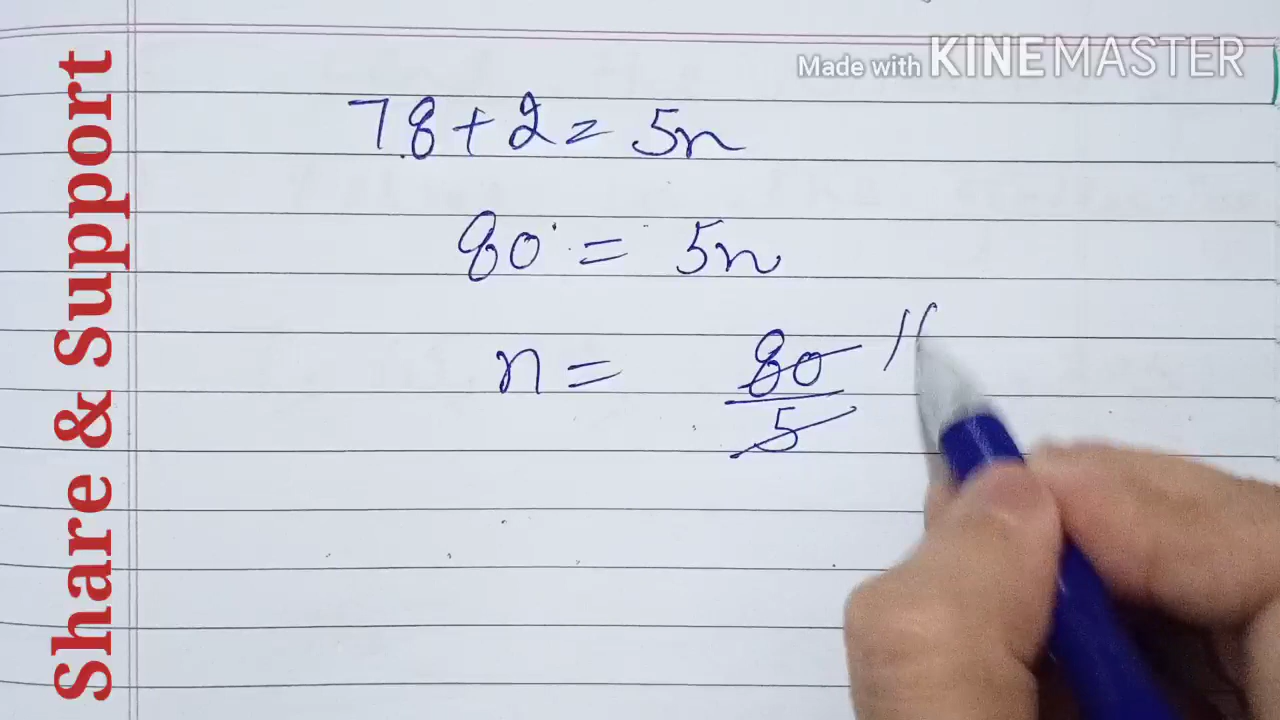 Made with KINEMASTER
Share & Support
78+2=5n
80=5n
n=
80
5